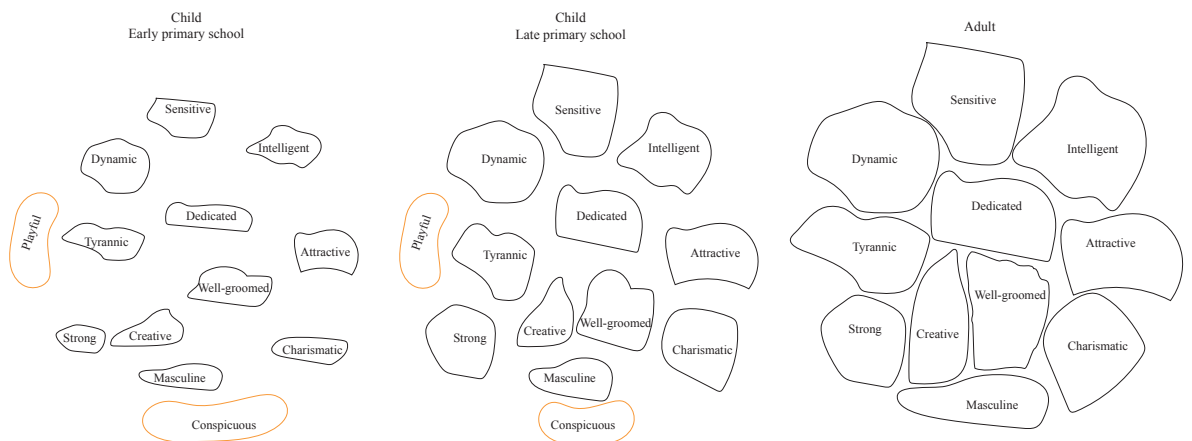 Child
Early primary school
Sensitive
Intelligent
Dynamic
Dedicated
Playful
Tyrannic
Attractive
Well-groomed
Strong
Creative
Charismatic
Masculine
Conspicuous
Child
Late primary school
Sensitive
Intelligent
Dynamic
Dedicated
Playful
Tyrannic
Attractive
Well-groomed
Strong
Creative
Charismatic
Masculine
Conspicuous
Adult
Sensitive
Dynamic
Intelligent
Dedicated
Tyrannic
Attractive
Well-groomed
Strong
Creative
Charismatic
Masculine